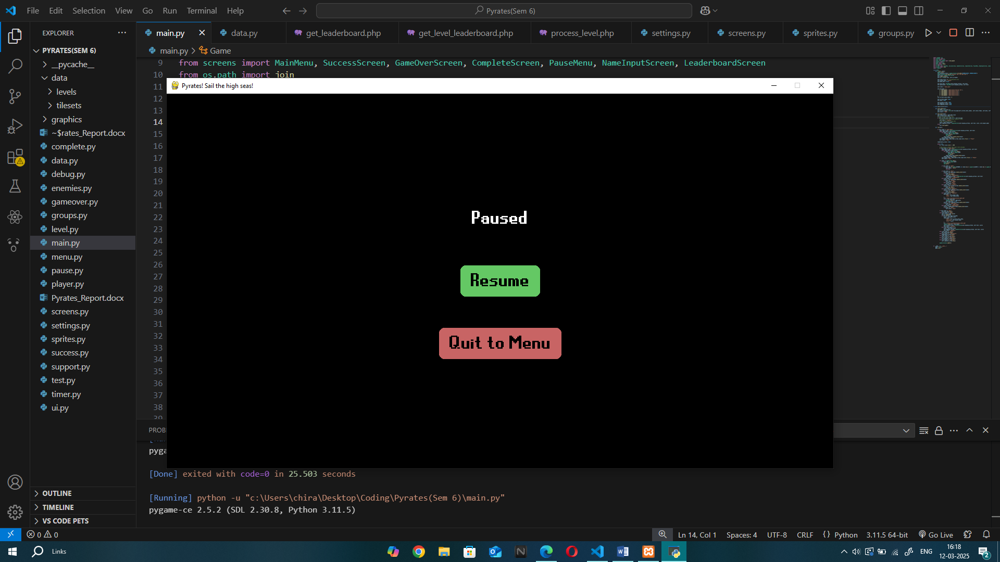 File Edit Selection View Go Run Terminal Help
Pyrates(Sem 6)
EXPLORER
main.py
data.py
get_leaderboard.php
get_level_leaderboard.php
process_level.php
settings.py
screens.py
sprites.py
groups.py
PYRATES(SEM 6)
__pycache__
data
levels
tilesets
graphics
~$rates_Report.docx
complete.py
data.py
debug.py
enemies.py
gameover.py
groups.py
level.py
main.py
menu.py
pause.py
player.py
Pyrates_Report.docx
screens.py
settings.py
sprites.py
success.py
support.py
test.py
timer.py
ui.py
OUTLINE
TIMELINE
VS CODE PETS
main.py > Game
9 from screens import MainMenu, SuccessScreen, GameOverScreen, CompleteScreen, PauseMenu, NameInputScreen, LeaderboardScreen
10 from os.path import join
11
12
13
14
15
16
17
18
19
20
21
22
23
24
25
26
27
28
29
30
31
32
33
34
35
36
37
38
39
Pyrates! Sail the high seas!
Paused
Resume
Quit to Menu
PROB
pyga
[Done] exited with code=0 in 25.503 seconds
[Running] python -u "c:\Users\chira\Desktop\Coding\Pyrates(Sem 6)\main.py"
pygame-ce 2.5.2 (SDL 2.30.8, Python 3.11.5)
0 0
Ln 14, Col 1 Spaces: 4 UTF-8 CRLF {} Python 3.11.5 64-bit Go Live
Links
ENG
16:18
12-03-2025
2